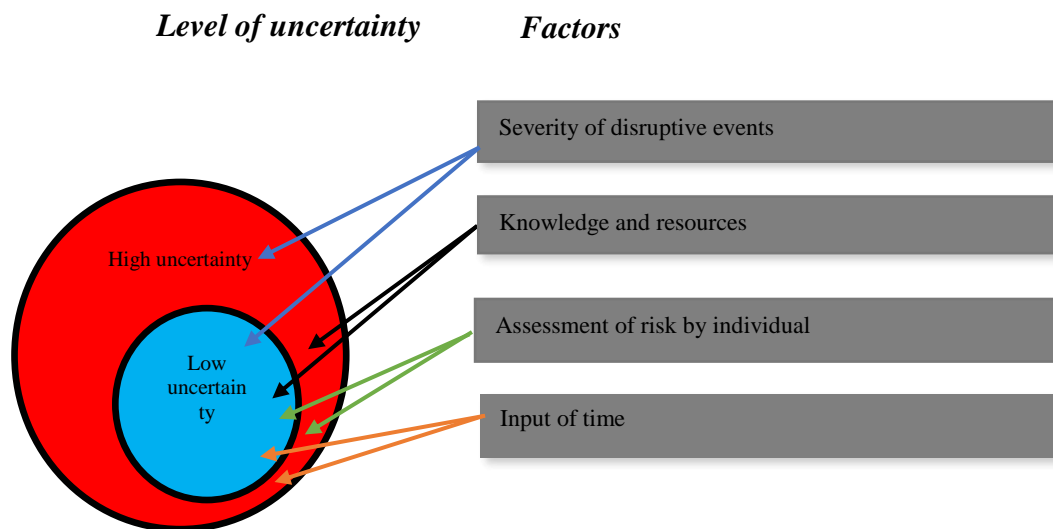 Level of uncertainty
Factors
Severity of disruptive events
Knowledge and resources
High uncertainty
Assessment of risk by individual
Low
uncertain
ty
Input of time